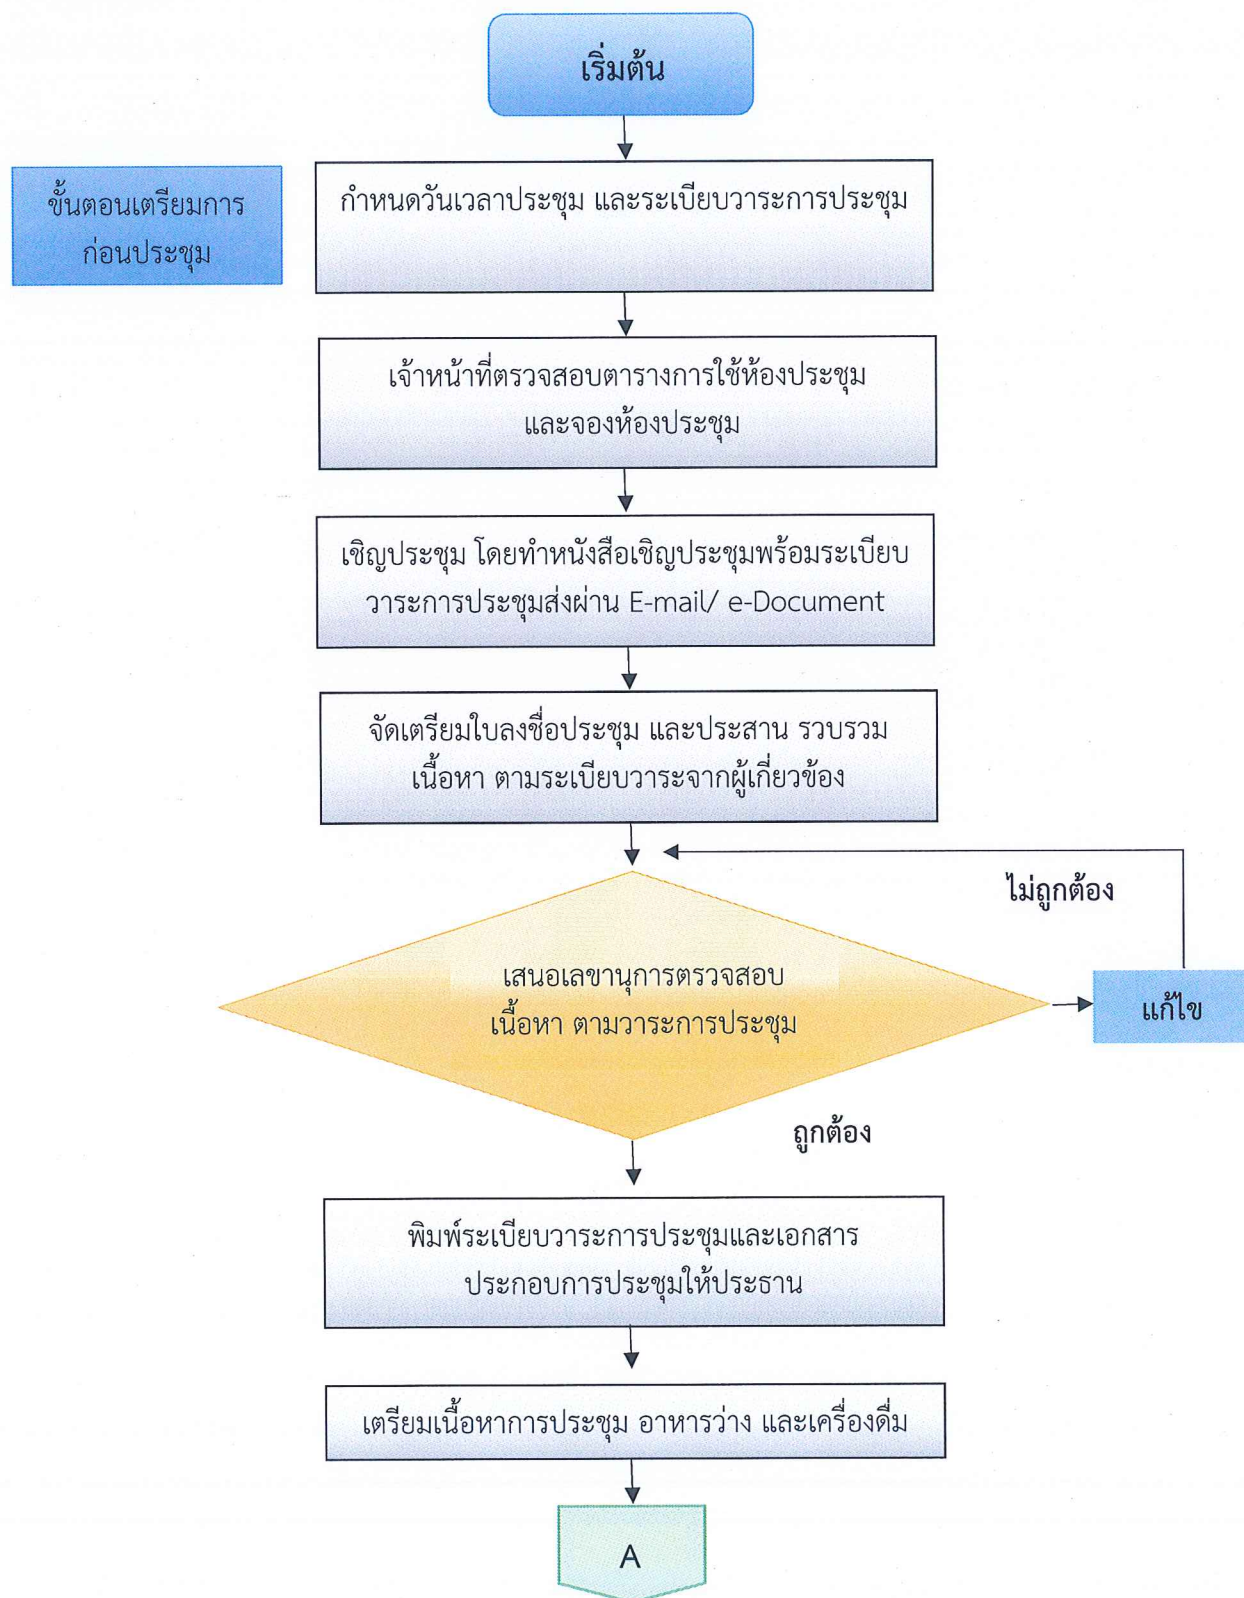 เริ่มต้น
ขั้นตอนเตรียมการ
ก่อนประชุม
กำหนดวันเวลาประชุม และระเบียบวาระการประชุม
เจ้าหน้าที่ตรวจสอบตารางการใช้ห้องประชุม
และจองห้องประชุม
เชิญประชุม โดยทำหนังสือเชิญประชุมพร้อมระเบียบ
วาระการประชุมส่งผ่าน E-mail/ e-Document
จัดเตรียมใบลงชื่อประชุม และประสาน รวบรวม
เนื้อหา ตามระเบียบวาระจากผู้เกี่ยวข้อง
ไม่ถูกต้อง
เสนอเลขานุการตรวจสอบ
เนื้อหา ตามวาระการประชุม
แก้ไข
ถูกต้อง
พิมพ์ระเบียบวาระการประชุมและเอกสาร
ประกอบการประชุมให้ประธาน
เตรียมเนื้อหาการประชุม อาหารว่าง และเครื่องดื่ม
A